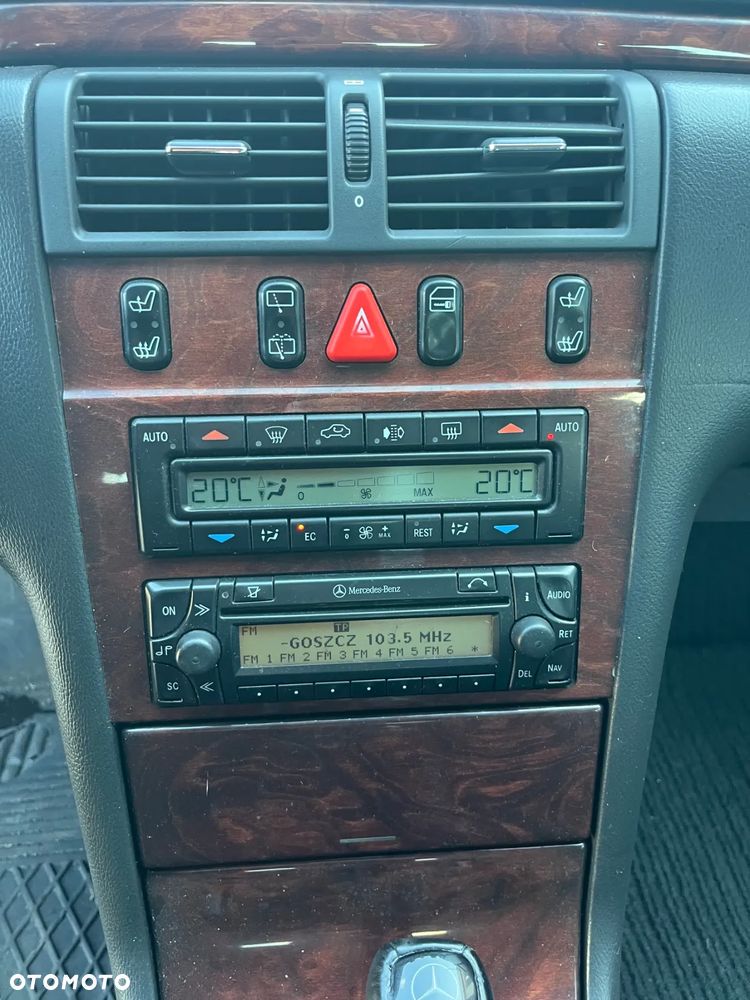 0
AUTO AUTO
20°C 0 MAX 20°C
EC - 0 + MAX REST
Mercedes-Benz
ON i AUDIO
FM TP RET
-GOSZCZ 103.5 MHz
FM 1 FM 2 FM 3 FM 4 FM 5 FM 6 *
SC DEL NAV
OTOMOTO